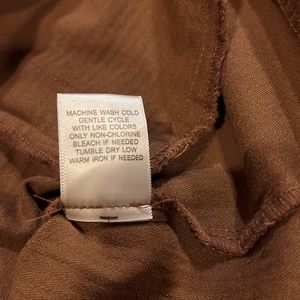 MACHINE WASH COLD
GENTLE CYCLE
WITH LIKE COLORS
ONLY NON-CHLORINE
BLEACH IF NEEDED
TUMBLE DRY LOW
WARM IRON IF NEEDED